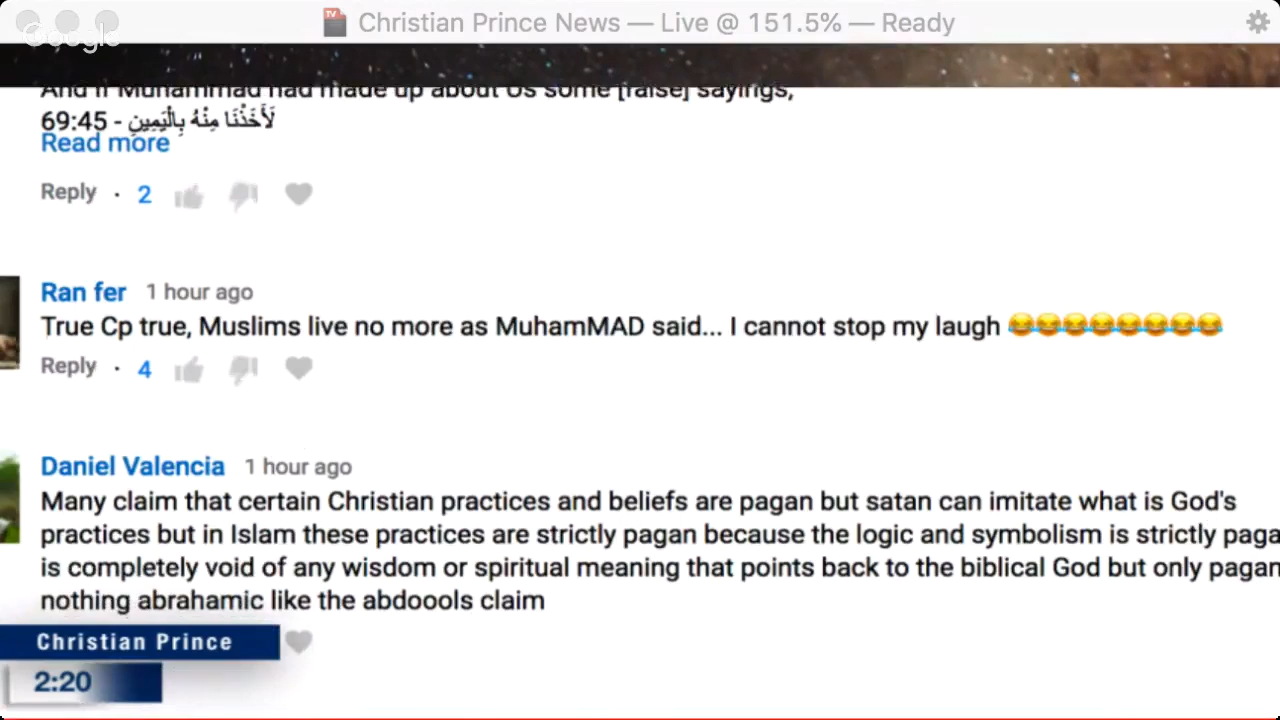 Christian Prince News — Live @ 151.5% — Ready
Google
And if Muhammad had made up about Us some [false] sayings,
69:45 - لَأَخَذْنَا مِنْهُ بِالْيَمِينِ
Read more
Reply · 2
Ran fer 1 hour ago
True Cp true, Muslims live no more as MuhamMAD said... I cannot stop my laugh 😂😂😂😂😂😂😂😂
Reply · 4
Daniel Valencia 1 hour ago
Many claim that certain Christian practices and beliefs are pagan but satan can imitate what is God's
practices but in Islam these practices are strictly pagan because the logic and symbolism is strictly paga
is completely void of any wisdom or spiritual meaning that points back to the biblical God but only pagan
nothing abrahamic like the abdoools claim
Christian Prince
2:20